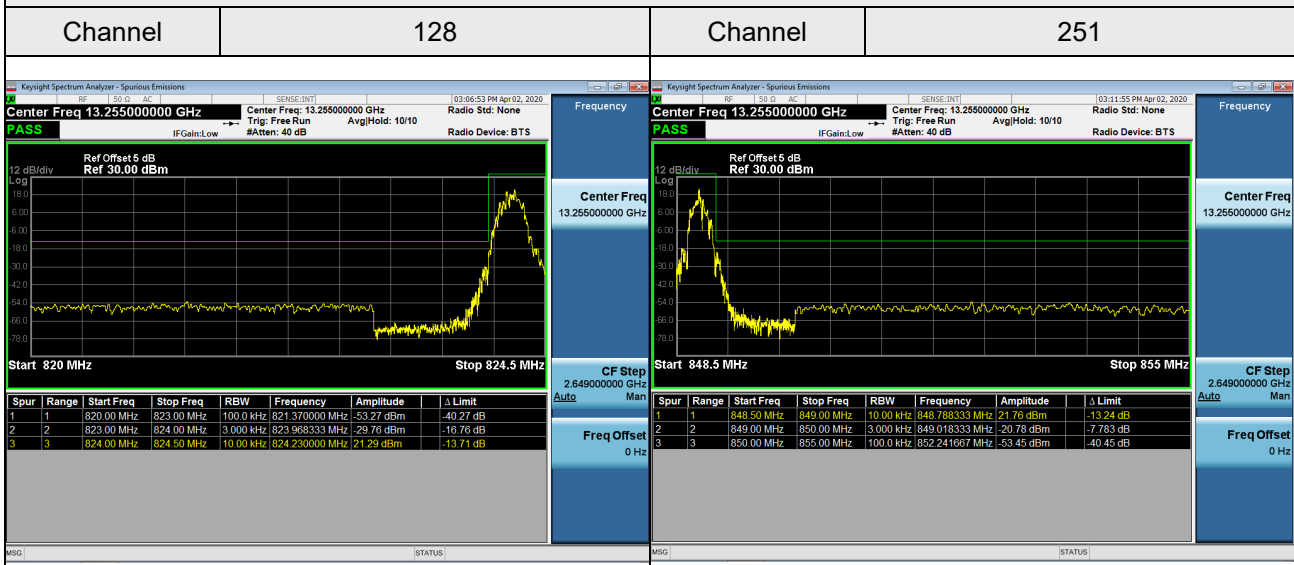 Channel 128 Channel 251
Keysight Spectrum Analyzer - Spurious Emissions
RF 50 Ω AC SENSE:INT 03:06:53 PM Apr 02, 2020
Center Freq 13.255000000 GHz Center Freq: 13.255000000 GHz Radio Std: None Frequency
Trig: Free Run Avg|Hold: 10/10
PASS IFGain:Low #Atten: 40 dB Radio Device: BTS
Ref Offset 5 dB
12 dB/div Ref 30.00 dBm
Log
18.0
6.00
-6.00
-18.0
-30.0
-42.0
-54.0
-66.0
-78.0
Start 820 MHz Stop 824.5 MHz
Center Freq
13.255000000 GHz
CF Step
2.649000000 GHz
Auto Man
Freq Offset
0 Hz
Spur Range Start Freq Stop Freq RBW Frequency Amplitude Δ Limit
1 1 820.00 MHz 823.00 MHz 100.0 kHz 821.370000 MHz -53.27 dBm -40.27 dB
2 2 823.00 MHz 824.00 MHz 3.000 kHz 823.968333 MHz -29.76 dBm -16.76 dB
3 3 824.00 MHz 824.50 MHz 10.00 kHz 824.230000 MHz 21.29 dBm -13.71 dB
MSG STATUS
Keysight Spectrum Analyzer - Spurious Emissions
RF 50 Ω AC SENSE:INT 03:11:55 PM Apr 02, 2020
Center Freq 13.255000000 GHz Center Freq: 13.255000000 GHz Radio Std: None Frequency
Trig: Free Run Avg|Hold: 10/10
PASS IFGain:Low #Atten: 40 dB Radio Device: BTS
Ref Offset 5 dB
12 dB/div Ref 30.00 dBm
Log
18.0
6.00
-6.00
-18.0
-30.0
-42.0
-54.0
-66.0
-78.0
Start 848.5 MHz Stop 855 MHz
Center Freq
13.255000000 GHz
CF Step
2.649000000 GHz
Auto Man
Freq Offset
0 Hz
Spur Range Start Freq Stop Freq RBW Frequency Amplitude Δ Limit
1 1 848.50 MHz 849.00 MHz 10.00 kHz 848.788333 MHz 21.76 dBm -13.24 dB
2 2 849.00 MHz 850.00 MHz 3.000 kHz 849.018333 MHz -20.78 dBm -7.783 dB
3 3 850.00 MHz 855.00 MHz 100.0 kHz 852.241667 MHz -53.45 dBm -40.45 dB
MSG STATUS